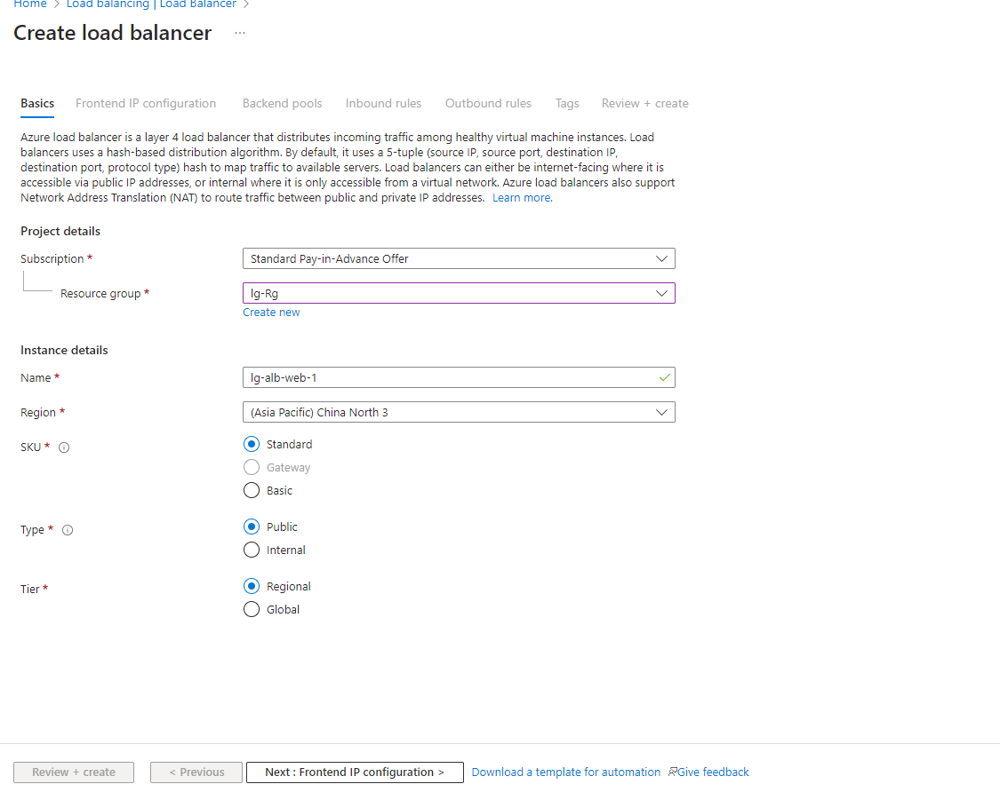 Home > Load balancing | Load Balancer >
Create load balancer ...
Basics Frontend IP configuration Backend pools Inbound rules Outbound rules Tags Review + create
Azure load balancer is a layer 4 load balancer that distributes incoming traffic among healthy virtual machine instances. Load
balancers uses a hash-based distribution algorithm. By default, it uses a 5-tuple (source IP, source port, destination IP,
destination port, protocol type) hash to map traffic to available servers. Load balancers can either be internet-facing where it is
accessible via public IP addresses, or internal where it is only accessible from a virtual network. Azure load balancers also support
Network Address Translation (NAT) to route traffic between public and private IP addresses. Learn more.
Project details
Subscription * Standard Pay-in-Advance Offer
Resource group * lg-Rg
Create new
Instance details
Name * lg-alb-web-1
Region * (Asia Pacific) China North 3
SKU * Standard
Gateway
Basic
Type * Public
Internal
Tier * Regional
Global
Review + create < Previous Next : Frontend IP configuration > Download a template for automation Give feedback